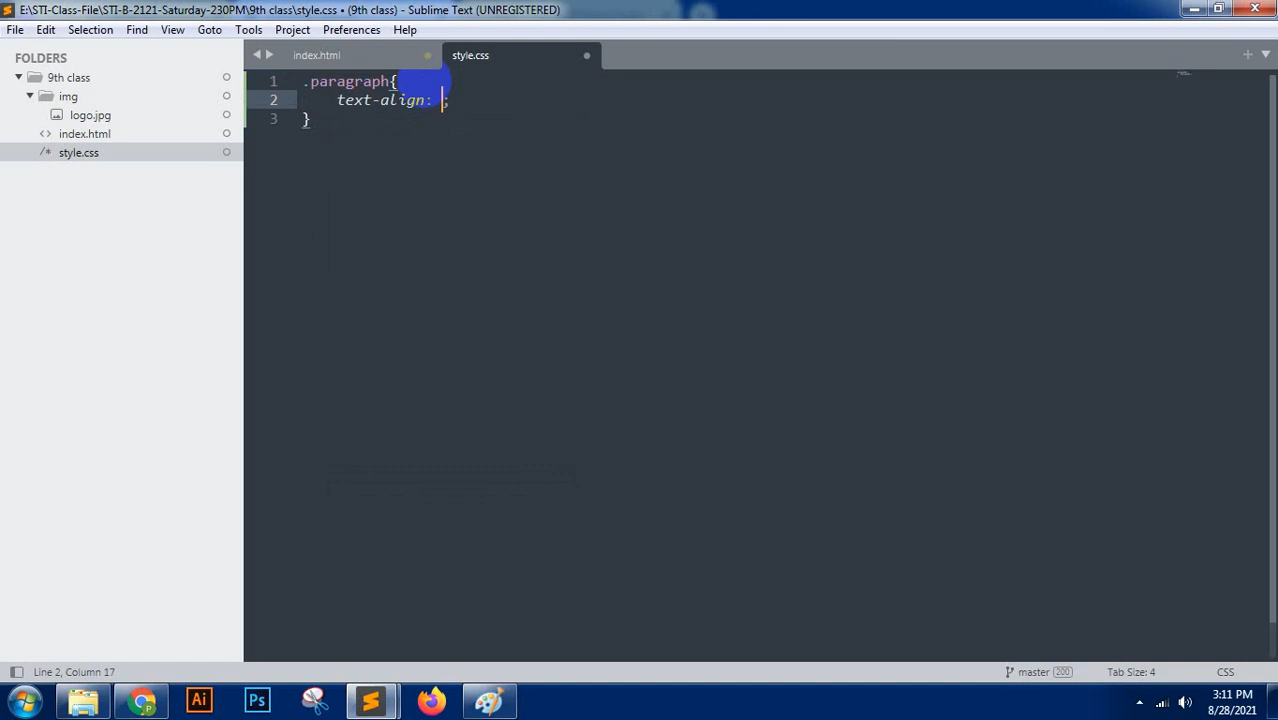 E:\STI-Class-File\STI-B-2121-Saturday-230PM\9th class\style.css • (9th class) - Sublime Text (UNREGISTERED)
File Edit Selection Find View Goto Tools Project Preferences Help
FOLDERS
9th class
img
logo.jpg
<> index.html
/* style.css
index.html
style.css
1 .paragraph{
2 text-align: ;
3 }
Line 2, Column 17
master 200
Tab Size: 4
CSS
Ai
Ps
3:11 PM
8/28/2021